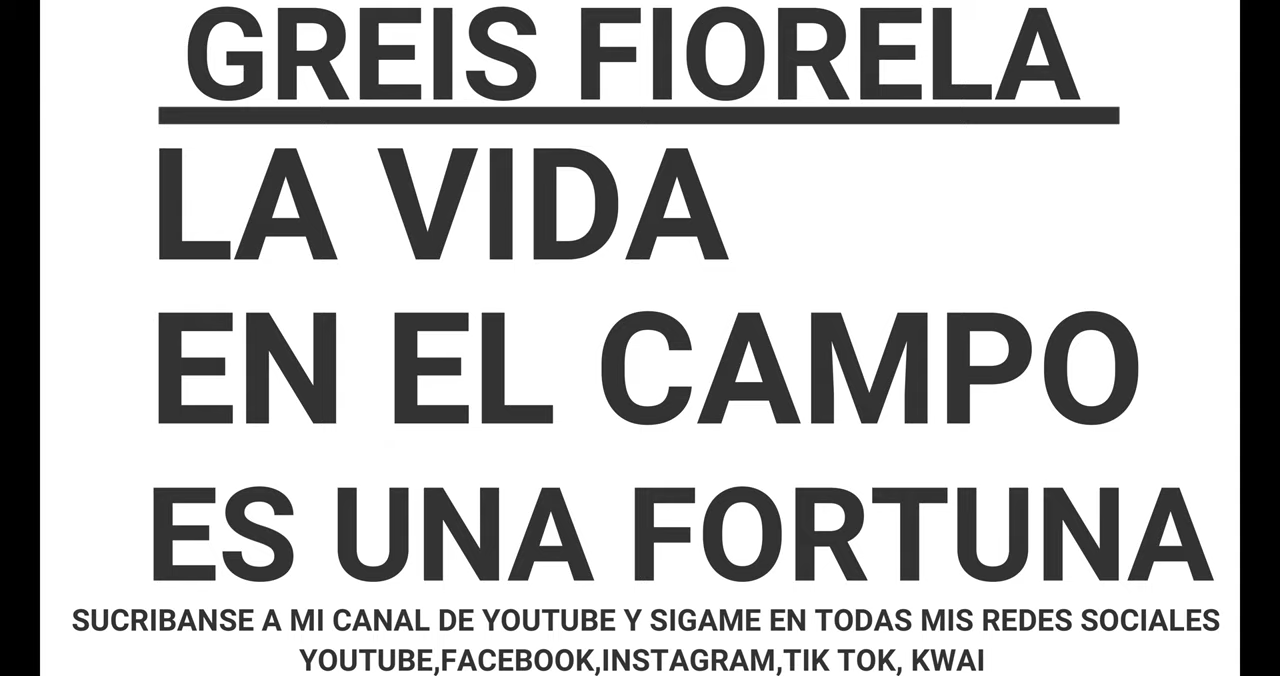 GREIS FIORELA
LA VIDA
EN EL CAMPO
ES UNA FORTUNA
SUCRIBANSE A MI CANAL DE YOUTUBE Y SIGAME EN TODAS MIS REDES SOCIALES
YOUTUBE,FACEBOOK,INSTAGRAM,TIK TOK, KWAI